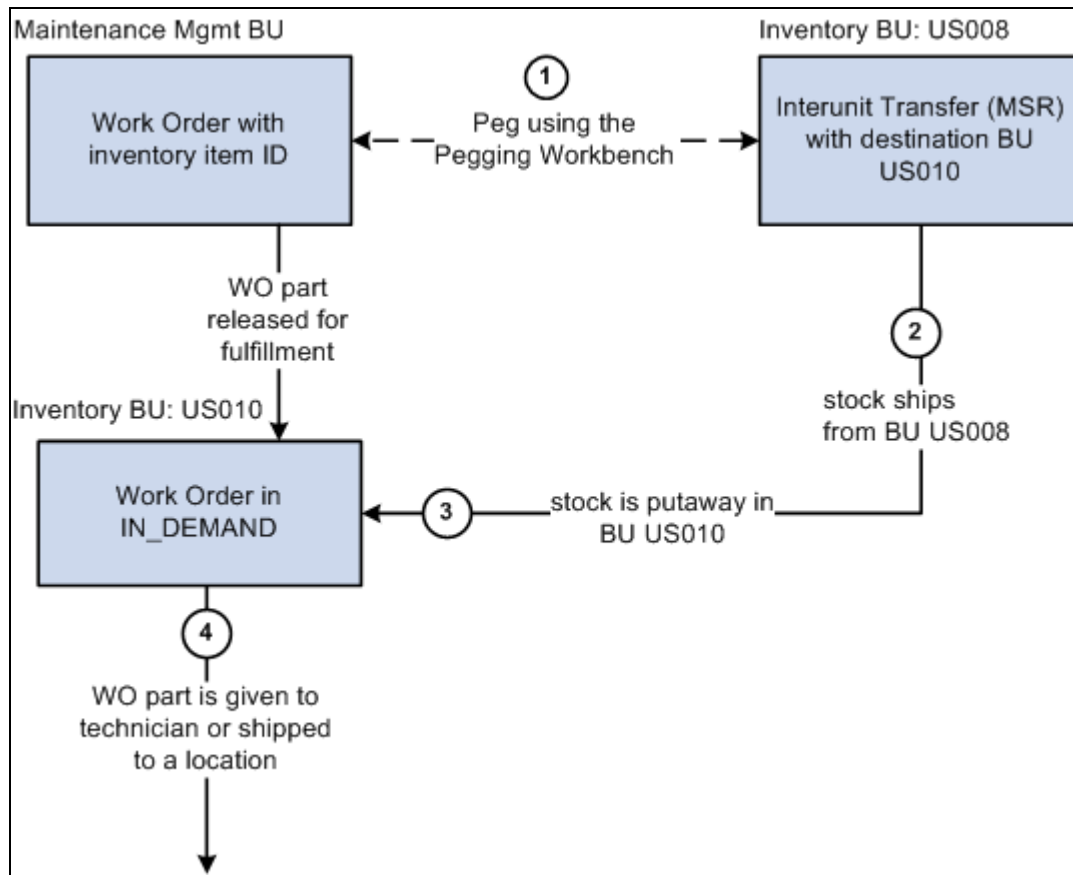 Maintenance Mgmt BU
Inventory BU: US008
Work Order with
inventory item ID
1
Peg using the
Pegging Workbench
Interunit Transfer (MSR)
with destination BU
US010
WO part
released for
fulfillment
2
stock ships
from BU US008
Inventory BU: US010
Work Order in
IN_DEMAND
3
stock is putaway in
BU US010
4
WO part is given to
technician or shipped
to a location